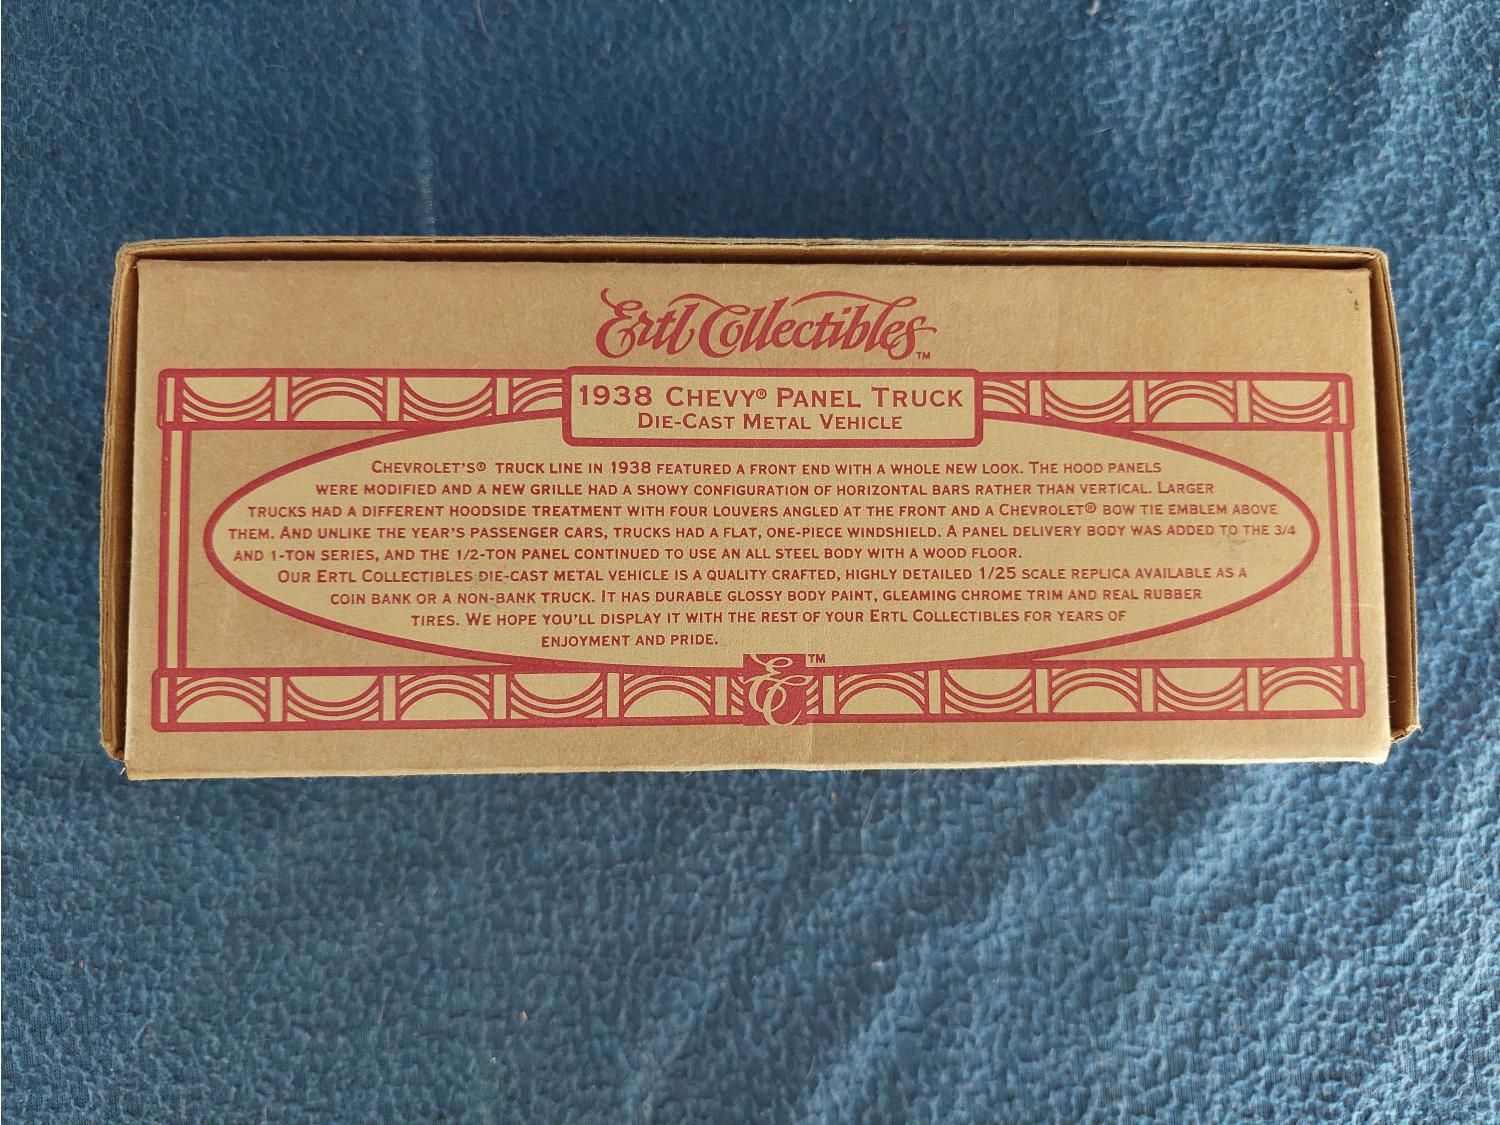 Ertl Collectibles™
1938 CHEVY® PANEL TRUCK
DIE-CAST METAL VEHICLE
CHEVROLET'S® TRUCK LINE IN 1938 FEATURED A FRONT END WITH A WHOLE NEW LOOK. THE HOOD PANELS
WERE MODIFIED AND A NEW GRILLE HAD A SHOWY CONFIGURATION OF HORIZONTAL BARS RATHER THAN VERTICAL. LARGER
TRUCKS HAD A DIFFERENT HOODSIDE TREATMENT WITH FOUR LOUVERS ANGLED AT THE FRONT AND A CHEVROLET® BOW TIE EMBLEM ABOVE
THEM. AND UNLIKE THE YEAR'S PASSENGER CARS, TRUCKS HAD A FLAT, ONE-PIECE WINDSHIELD. A PANEL DELIVERY BODY WAS ADDED TO THE 3/4
AND 1-TON SERIES, AND THE 1/2-TON PANEL CONTINUED TO USE AN ALL STEEL BODY WITH A WOOD FLOOR.
OUR ERTL COLLECTIBLES DIE-CAST METAL VEHICLE IS A QUALITY CRAFTED, HIGHLY DETAILED 1/25 SCALE REPLICA AVAILABLE AS A
COIN BANK OR A NON-BANK TRUCK. IT HAS DURABLE GLOSSY BODY PAINT, GLEAMING CHROME TRIM AND REAL RUBBER
TIRES. WE HOPE YOU'LL DISPLAY IT WITH THE REST OF YOUR ERTL COLLECTIBLES FOR YEARS OF
ENJOYMENT AND PRIDE.
EC™